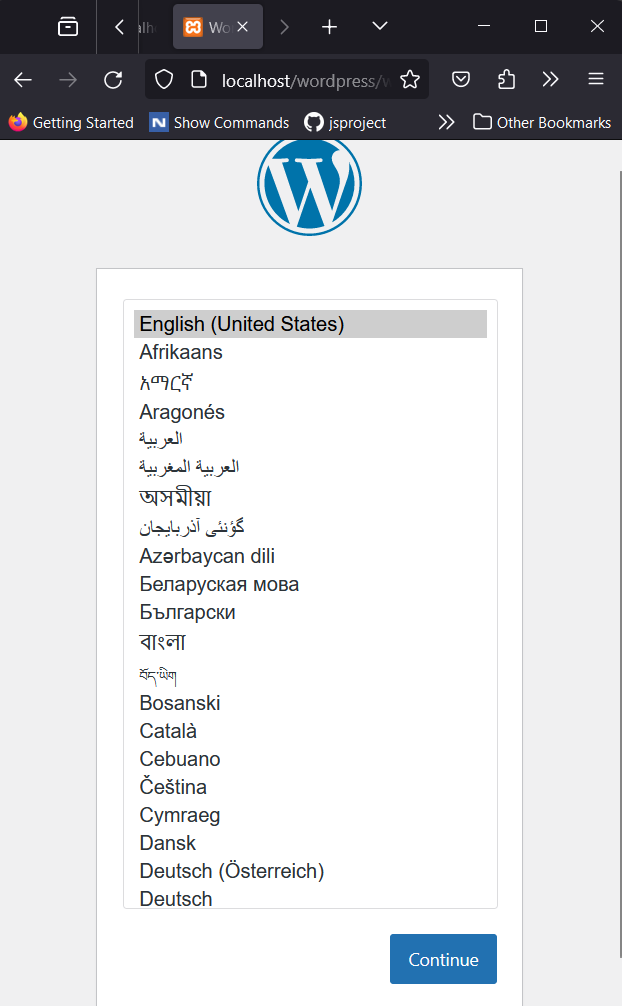 Wo
localhost/wordpress/w
Getting Started
Show Commands
jsproject
Other Bookmarks
English (United States)
Afrikaans
አማርኛ
Aragonés
العربية
العربية المغربية
অসমীয়া
گؤنئی آذربایجان
Azərbaycan dili
Беларуская мова
Български
বাংলা
བོད་ཡིག
Bosanski
Català
Cebuano
Čeština
Cymraeg
Dansk
Deutsch (Österreich)
Deutsch
Continue